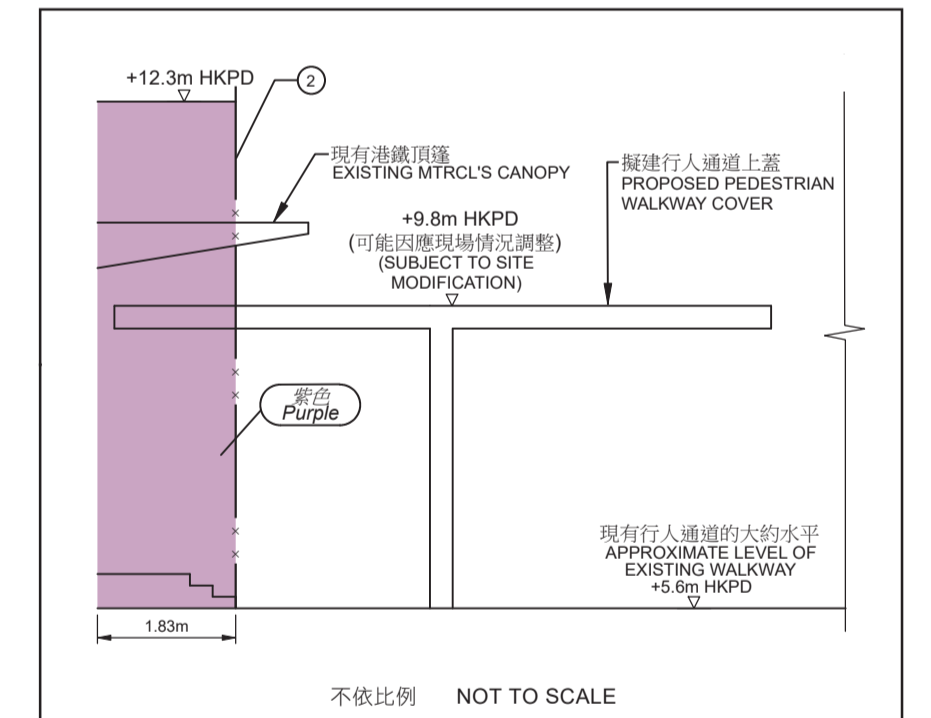 +12.3m HKPD
2
現有港鐵頂篷
EXISTING MTRCL'S CANOPY
擬建行人通道上蓋
PROPOSED PEDESTRIAN
WALKWAY COVER
+9.8m HKPD
(可能因應現場情況調整)
(SUBJECT TO SITE
MODIFICATION)
紫色
Purple
現有行人通道的大約水平
APPROXIMATE LEVEL OF
EXISTING WALKWAY
+5.6m HKPD
1.83m
不依比例 NOT TO SCALE